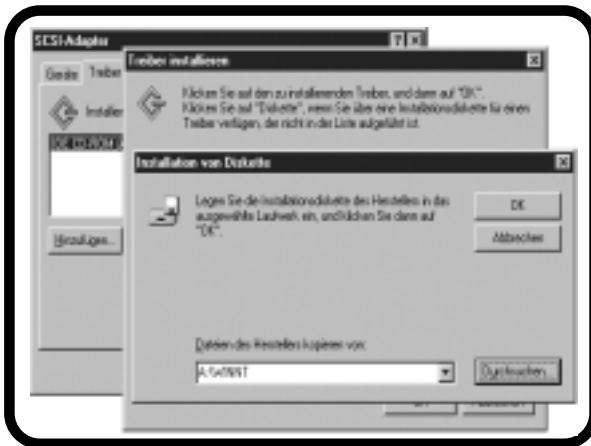 SCSI-Adapter
Geräte Treiber
Treiber installieren
Klicken Sie auf den zu installierenden Treiber, und dann auf "OK".
Klicken Sie auf "Diskette", wenn Sie über eine Installationsdiskette für einen
Treiber verfügen, der nicht in der Liste aufgeführt ist.
Installier
IDE CD-ROM
Hinzufügen...
Installation von Diskette
Legen Sie die Installationsdiskette des Herstellers in das
ausgewählte Laufwerk ein, und klicken Sie dann auf
"OK".
OK
Abbrechen
Dateien des Herstellers kopieren von:
A:\WINNT
Durchsuchen...